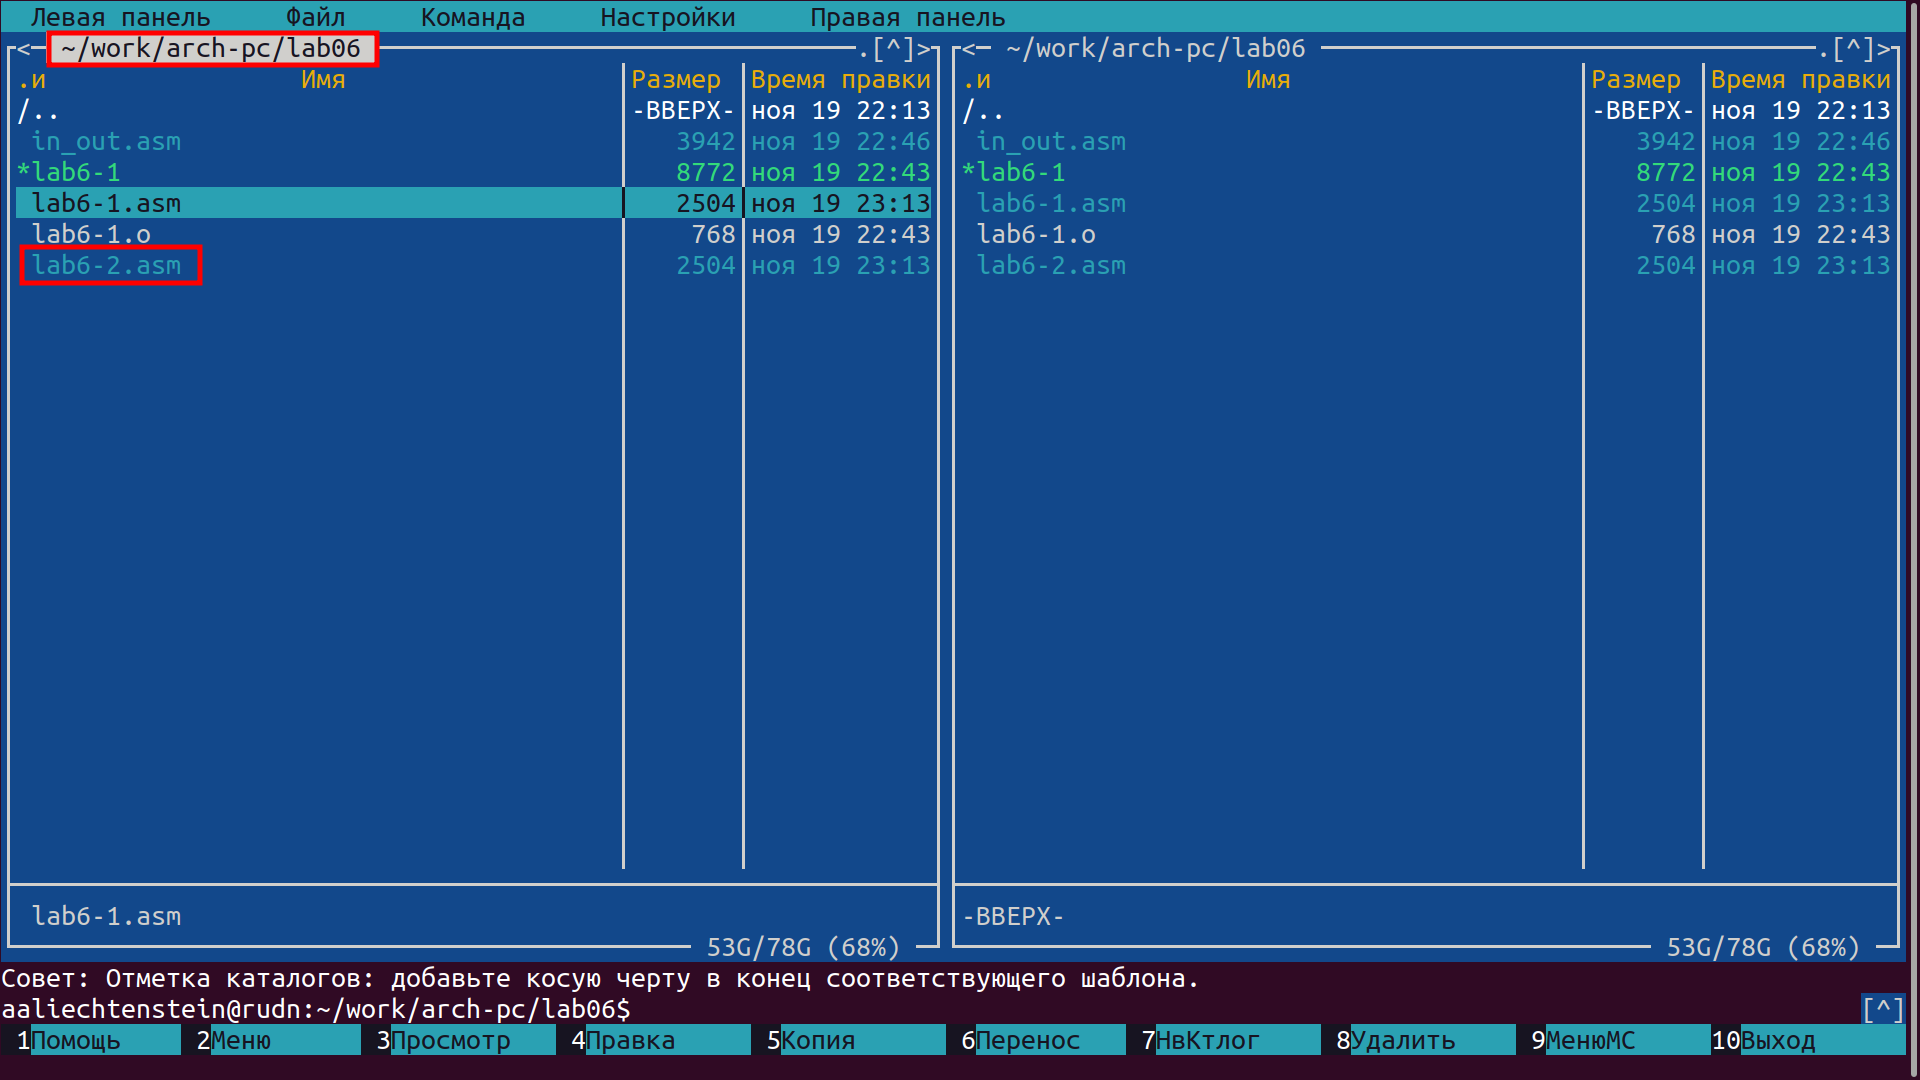 Левая панель Файл Команда Настройки Правая панель
<─ ~/work/arch-pc/lab06 ─.[^]>
.и Имя Размер Время правки
/.. -ВВЕРХ- ноя 19 22:13
in_out.asm 3942 ноя 19 22:46
*lab6-1 8772 ноя 19 22:43
lab6-1.asm 2504 ноя 19 23:13
lab6-1.o 768 ноя 19 22:43
lab6-2.asm 2504 ноя 19 23:13
lab6-1.asm
53G/78G (68%)
<─ ~/work/arch-pc/lab06 ─.[^]>
.и Имя Размер Время правки
/.. -ВВЕРХ- ноя 19 22:13
in_out.asm 3942 ноя 19 22:46
*lab6-1 8772 ноя 19 22:43
lab6-1.asm 2504 ноя 19 23:13
lab6-1.o 768 ноя 19 22:43
lab6-2.asm 2504 ноя 19 23:13
-ВВЕРХ-
53G/78G (68%)
Совет: Отметка каталогов: добавьте косую черту в конец соответствующего шаблона.
aaliechtenstein@rudn:~/work/arch-pc/lab06$ [^]
1Помощь 2Меню 3Просмотр 4Правка 5Копия 6Перенос 7НвКтлог 8Удалить 9МенюMC 10Выход